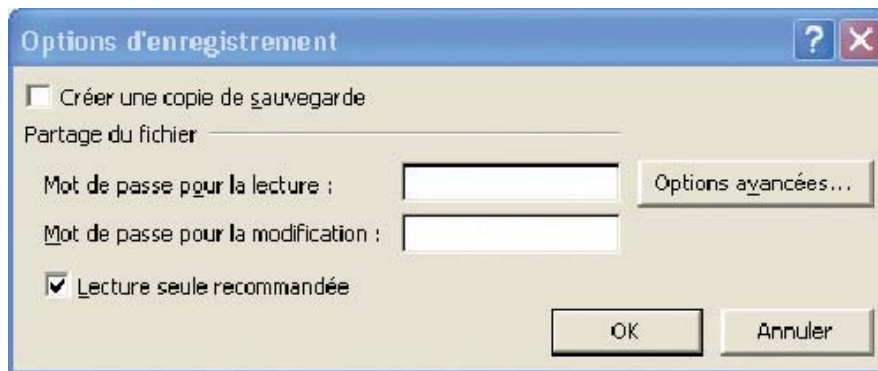 Options d'enregistrement
Créer une copie de sauvegarde
Partage du fichier
Mot de passe pour la lecture :
Options avancées...
Mot de passe pour la modification :
Lecture seule recommandée
OK
Annuler